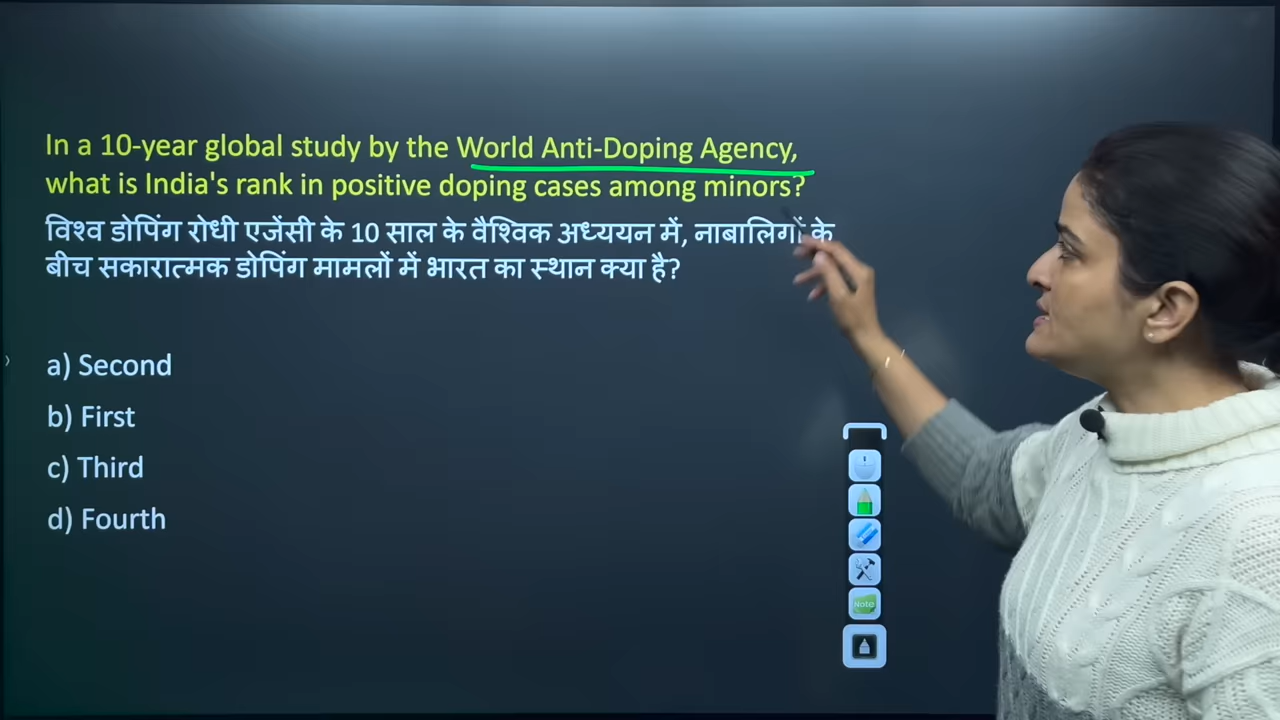 In a 10-year global study by the World Anti-Doping Agency,
what is India's rank in positive doping cases among minors?
विश्व डोपिंग रोधी एजेंसी के 10 साल के वैश्विक अध्ययन में, नाबालिगों के
बीच सकारात्मक डोपिंग मामलों में भारत का स्थान क्या है?
a) Second
b) First
c) Third
d) Fourth
Note